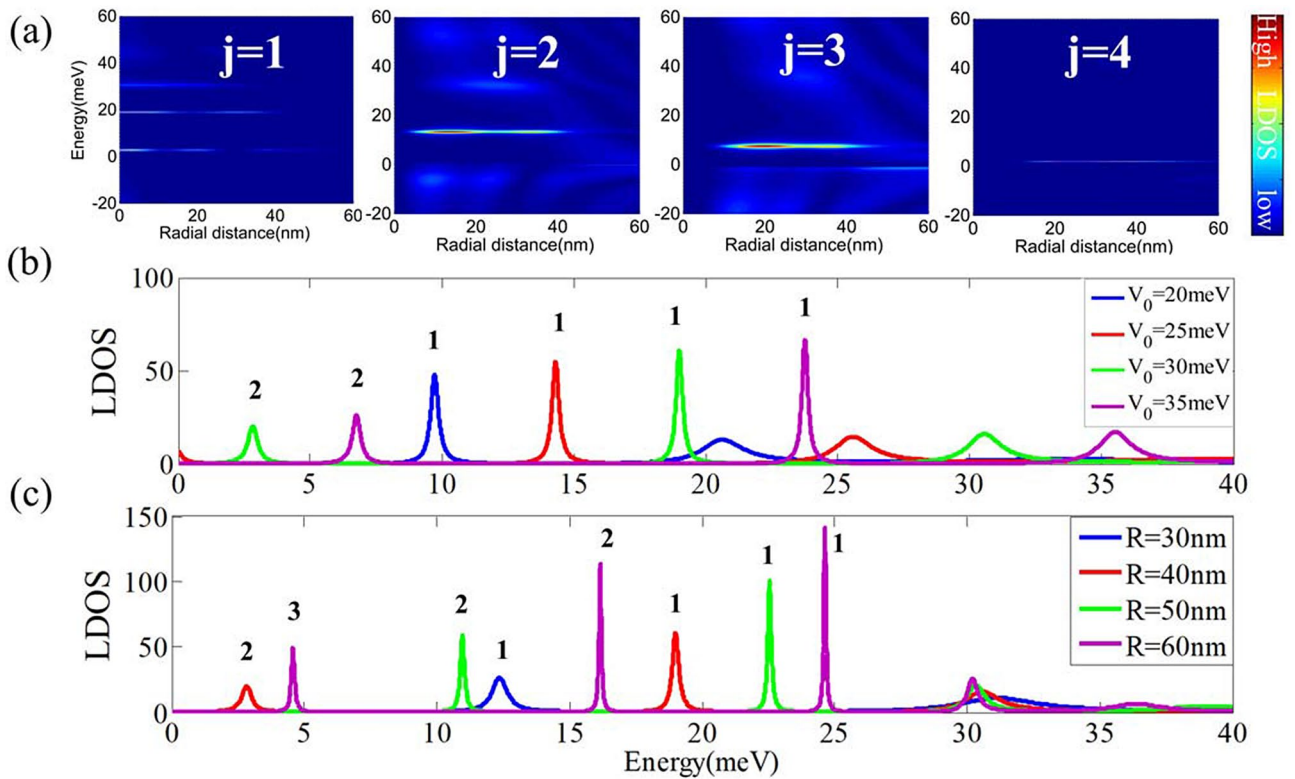 (a)
Energy(meV)
60
40
20
0
-20
j=1
0 20 40 60
Radial distance(nm)
60
40
20
0
-20
j=2
0 20 40 60
Radial distance(nm)
60
40
20
0
-20
j=3
0 20 40 60
Radial distance(nm)
60
40
20
0
-20
j=4
0 20 40 60
Radial distance(nm)
High LDOS low
(b)
LDOS
100
50
0
2 2 1 1 1 1
V₀=20meV
V₀=25meV
V₀=30meV
V₀=35meV
0 5 10 15 20 25 30 35 40
(c)
LDOS
150
100
50
0
2 3 2 1 2 1 1 1
R=30nm
R=40nm
R=50nm
R=60nm
0 5 10 15 20 25 30 35 40
Energy(meV)